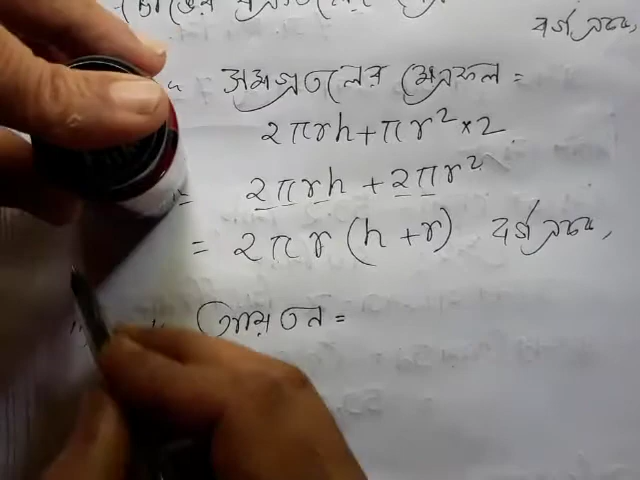 বর্গ একক,
সমগ্রতলের ক্ষেত্রফল =
2πrh + πr² × 2
= 2πrh + 2πr²
= 2πr (h + r) বর্গ একক,
" " আয়তন =